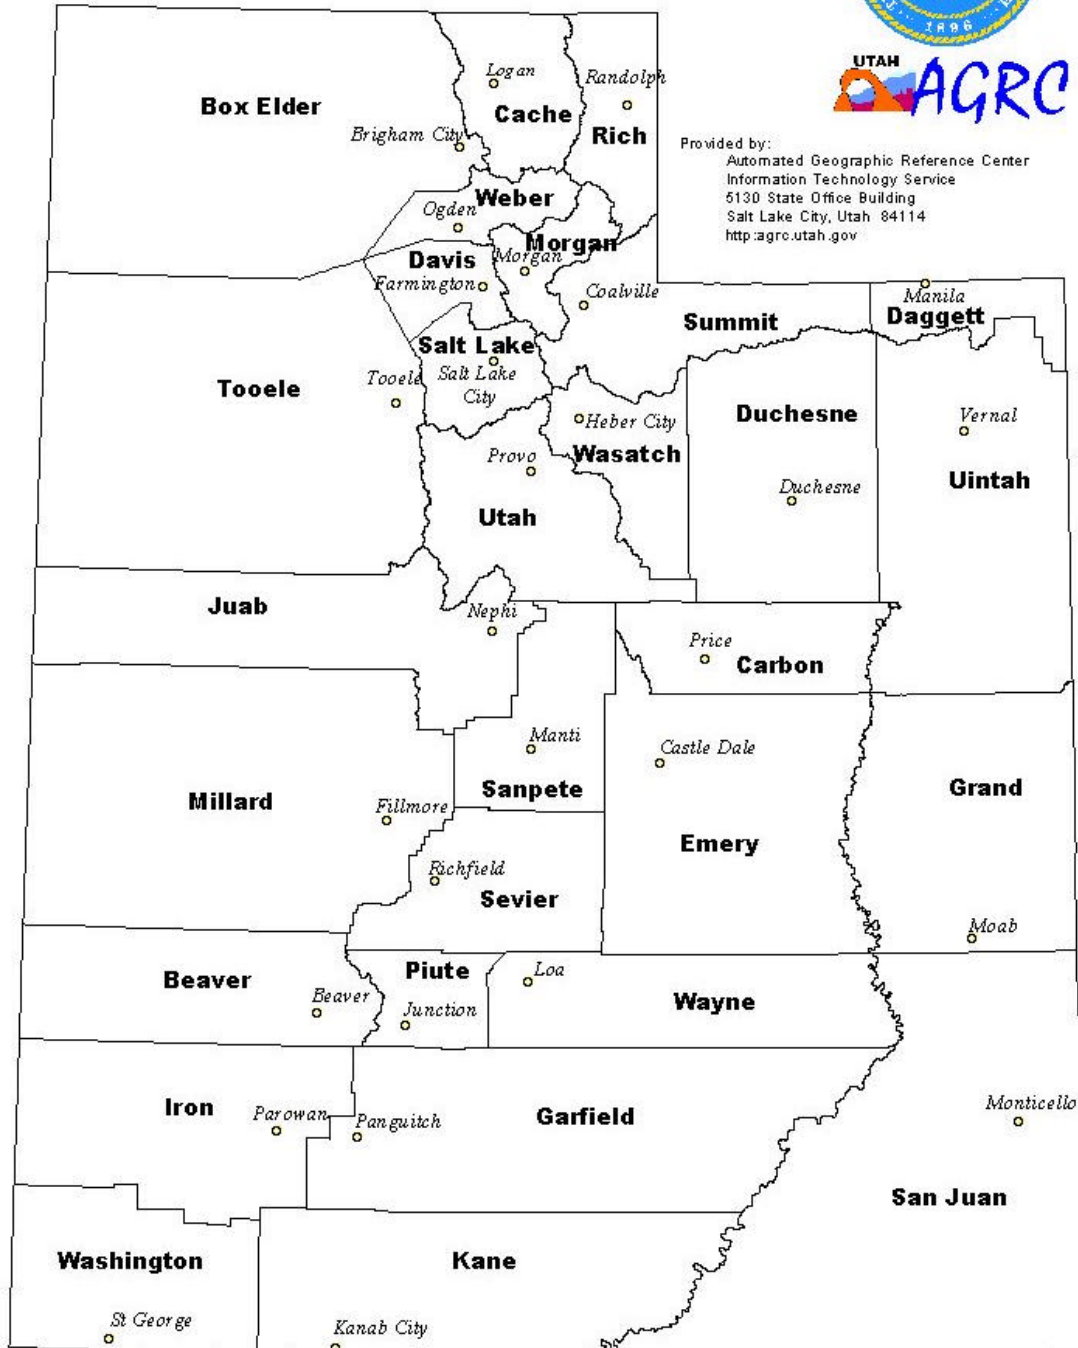 1896
UTAH
AGRC
Provided by:
Automated Geographic Reference Center
Information Technology Service
5130 State Office Building
Salt Lake City, Utah 84114
http:agrc.utah.gov
Logan
Randolph
Box Elder
Cache
Rich
Brigham City
Weber
Ogden
Morgan
Morgan
Davis
Farmington
Coalville
Manila
Daggett
Summit
Salt Lake
Salt Lake
City
Tooele
Tooele
Duchesne
Vernal
Heber City
Wasatch
Provo
Uintah
Duchesne
Utah
Juab
Nephi
Price
Carbon
Manti
Castle Dale
Sanpete
Grand
Millard
Fillmore
Emery
Richfield
Sevier
Moab
Piute
Loa
Beaver
Beaver
Junction
Wayne
Iron
Parowan
Panguitch
Garfield
Monticello
San Juan
Washington
Kane
St George
Kanab City